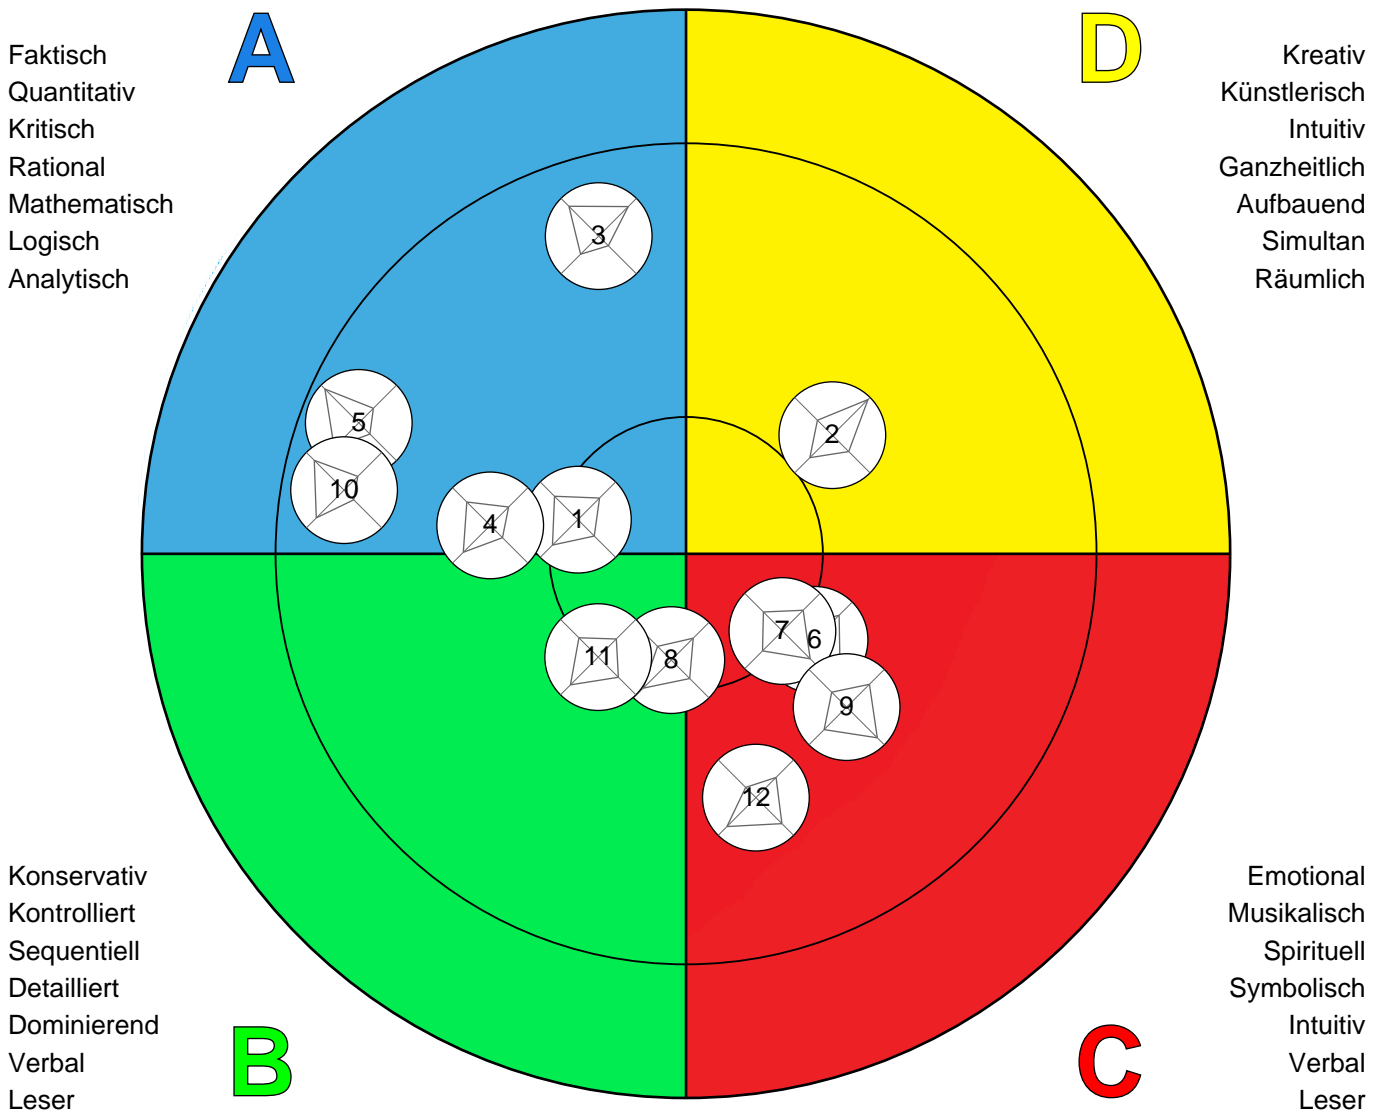 A
Faktisch
Quantitativ
Kritisch
Rational
Mathematisch
Logisch
Analytisch
D
Kreativ
Künstlerisch
Intuitiv
Ganzheitlich
Aufbauend
Simultan
Räumlich
3
5
2
10
4
1
7
6
11
8
9
12
Konservativ
Kontrolliert
Sequentiell
Detailliert
Dominierend
Verbal
Leser
B
Emotional
Musikalisch
Spirituell
Symbolisch
Intuitiv
Verbal
Leser
C